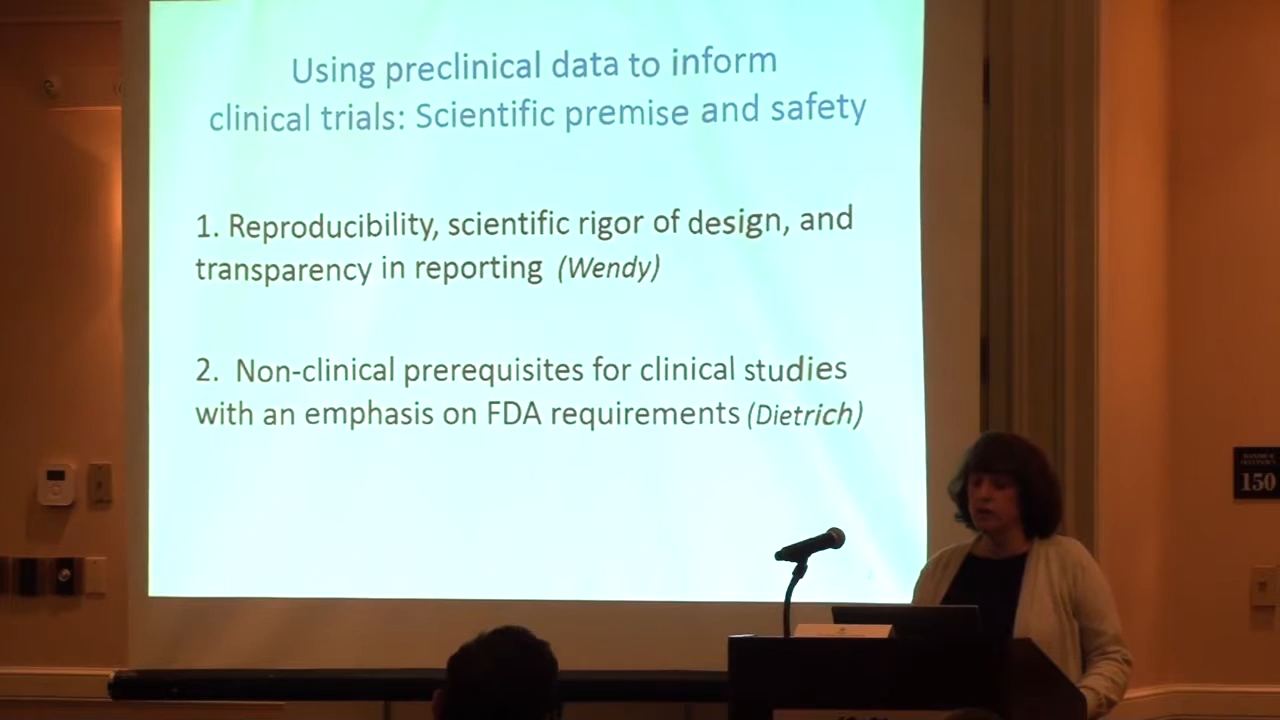 Using preclinical data to inform
clinical trials: Scientific premise and safety
1. Reproducibility, scientific rigor of design, and
transparency in reporting (Wendy)
2. Non-clinical prerequisites for clinical studies
with an emphasis on FDA requirements (Dietrich)
150